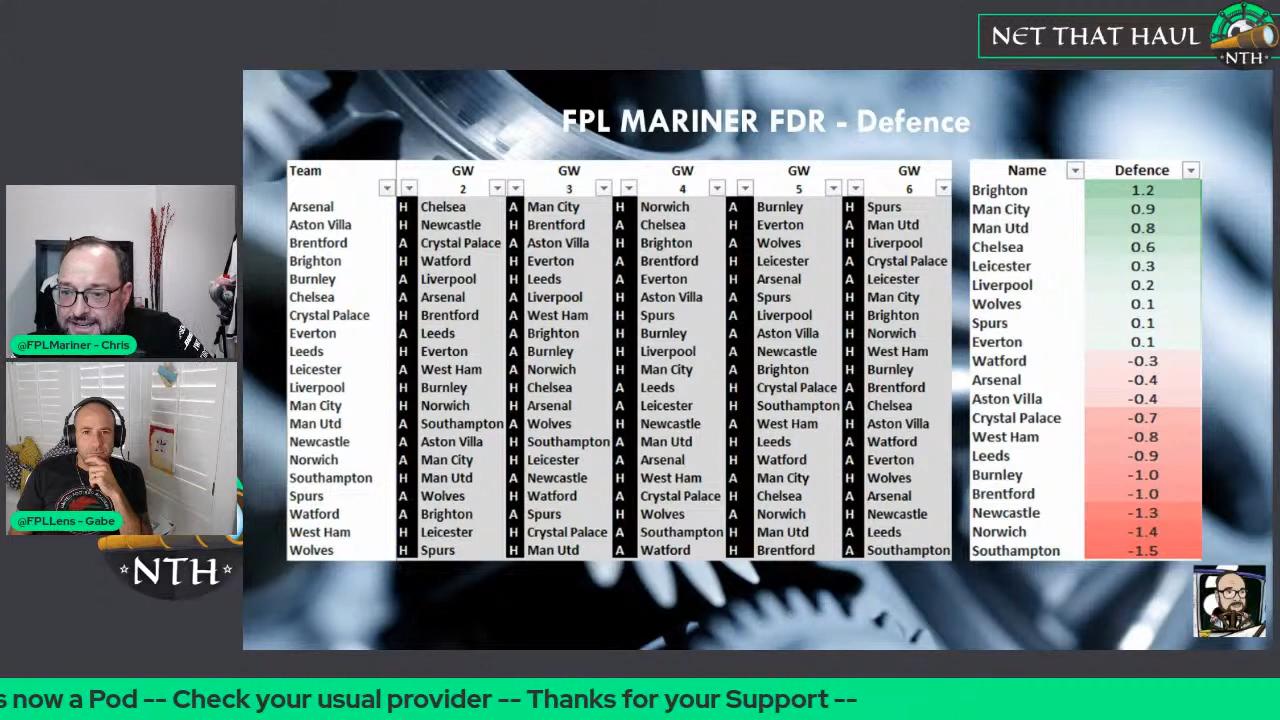 NET THAT HAUL
NTH
FPL MARINER FDR - Defence
Team GW 2 GW 3 GW 4 GW 5 GW 6
Arsenal H Chelsea A Man City H Norwich A Burnley H Spurs
Aston Villa H Newcastle H Brentford A Chelsea H Everton A Man Utd
Brentford A Crystal Palace A Aston Villa H Brighton A Wolves H Liverpool
Brighton H Watford H Everton A Brentford H Leicester A Crystal Palace
Burnley A Liverpool H Leeds A Everton H Arsenal A Leicester
Chelsea A Arsenal A Liverpool H Aston Villa A Spurs H Man City
Crystal Palace H Brentford A West Ham H Spurs A Liverpool H Brighton
Everton A Leeds A Brighton H Burnley A Aston Villa H Norwich
Leeds H Everton A Burnley H Liverpool A Newcastle H West Ham
Leicester A West Ham A Norwich H Man City A Brighton H Burnley
Liverpool H Burnley H Chelsea A Leeds H Crystal Palace A Brentford
Man City H Norwich H Arsenal A Leicester H Southampton A Chelsea
Man Utd A Southampton A Wolves H Newcastle A West Ham H Aston Villa
Newcastle A Aston Villa H Southampton A Man Utd H Leeds A Watford
Norwich A Man City H Leicester A Arsenal H Watford A Everton
Southampton H Man Utd A Newcastle H West Ham A Man City H Wolves
Spurs A Wolves H Watford A Crystal Palace H Chelsea A Arsenal
Watford A Brighton A Spurs H Wolves A Norwich H Newcastle
West Ham H Leicester H Crystal Palace A Southampton H Man Utd A Leeds
Wolves H Spurs H Man Utd A Watford H Brentford A Southampton
Name Defence
Brighton 1.2
Man City 0.9
Man Utd 0.8
Chelsea 0.6
Leicester 0.3
Liverpool 0.2
Wolves 0.1
Spurs 0.1
Everton 0.1
Watford -0.3
Arsenal -0.4
Aston Villa -0.4
Crystal Palace -0.7
West Ham -0.8
Leeds -0.9
Burnley -1.0
Brentford -1.0
Newcastle -1.3
Norwich -1.4
Southampton -1.5
@FPLMariner - Chris
@FPLLens - Gabe
NTH
s now a Pod -- Check your usual provider -- Thanks for your Support --